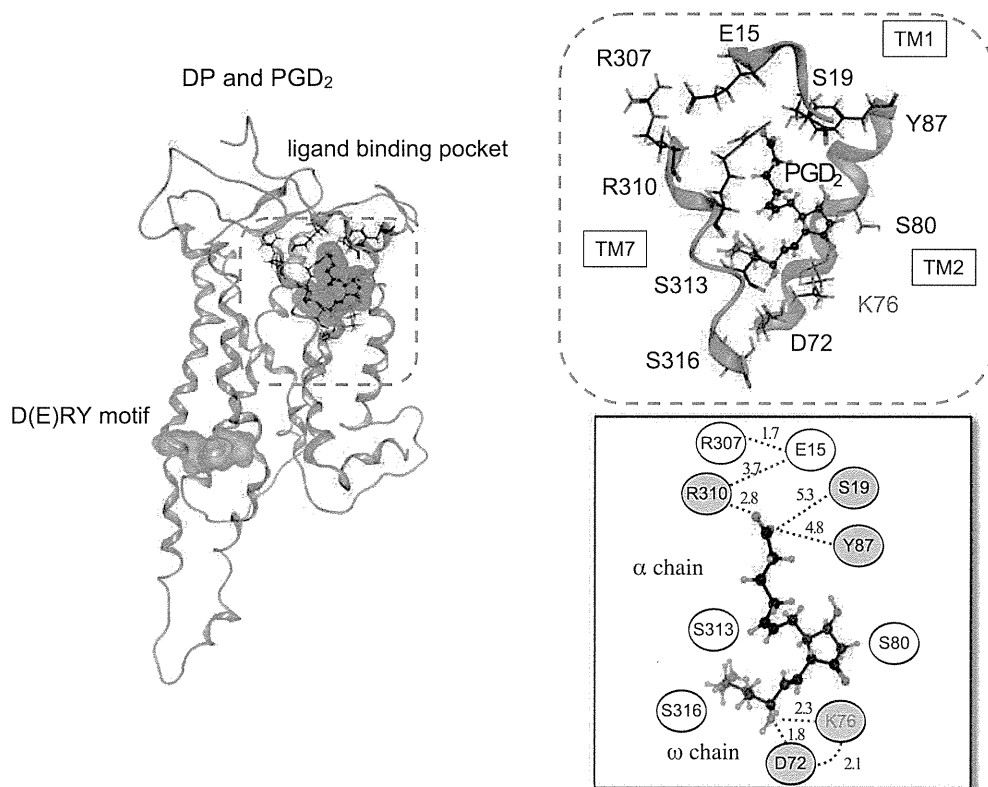 DP and PGD₂
ligand binding pocket
D(E)RY motif
E15
TM1
R307
S19
Y87
PGD₂
R310
S80
TM7
TM2
S313
K76
D72
S316
R307
1.7
E15
3.7
R310
2.8
5.3
S19
4.8
Y87
α chain
S313
S80
S316
2.3
K76
1.8
ω chain
D72
2.1